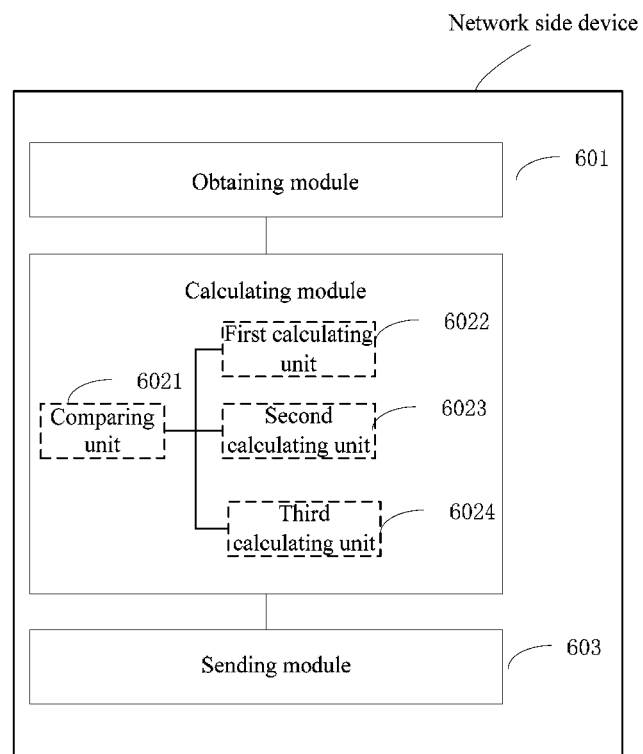 Network side device
601
Obtaining module
Calculating module
6022
First calculating
unit
6021
Comparing
unit
6023
Second
calculating unit
6024
Third
calculating unit
603
Sending module